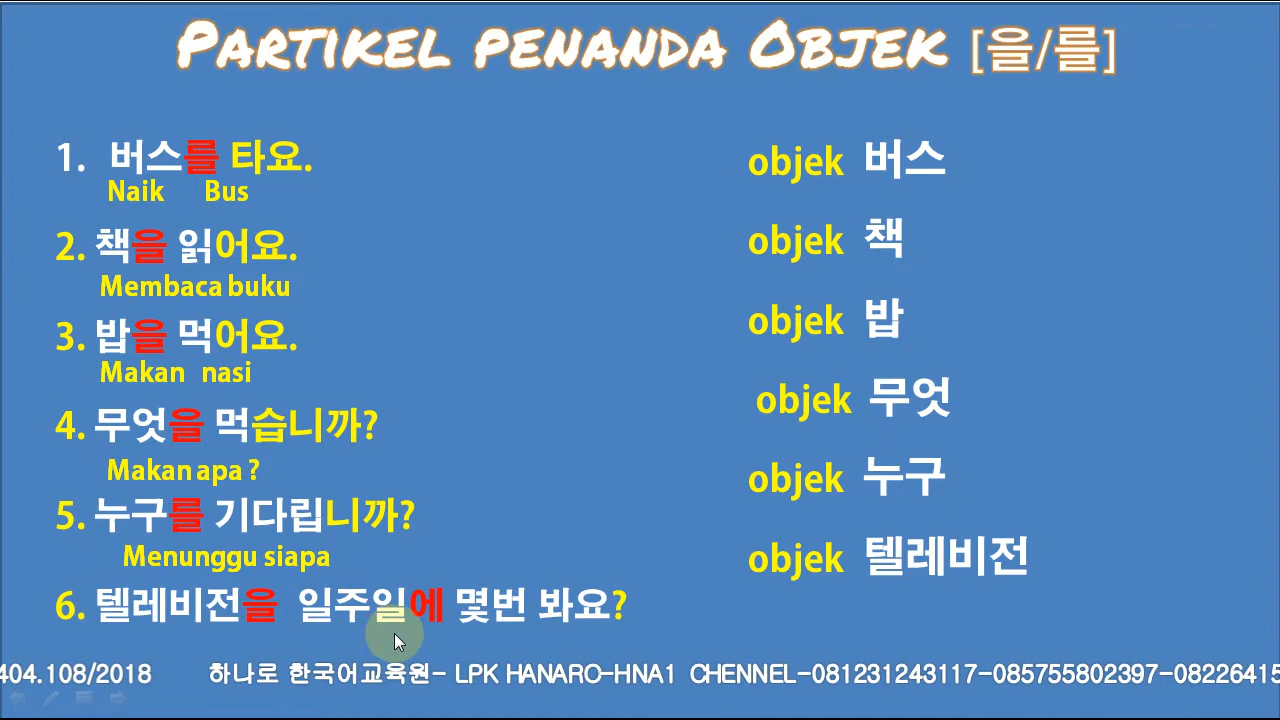 PARTIKEL PENANDA OBJEK [을/를]
1. 버스를 타요.
Naik Bus
2. 책을 읽어요.
Membaca buku
3. 밥을 먹어요.
Makan nasi
4. 무엇을 먹습니까?
Makan apa ?
5. 누구를 기다립니까?
Menunggu siapa
6. 텔레비전을 일주일에 몇번 봐요?
objek 버스
objek 책
objek 밥
objek 무엇
objek 누구
objek 텔레비전
404.108/2018 하나로 한국어교육원- LPK HANARO-HNA1 CHENNEL-081231243117-085755802397-08226415